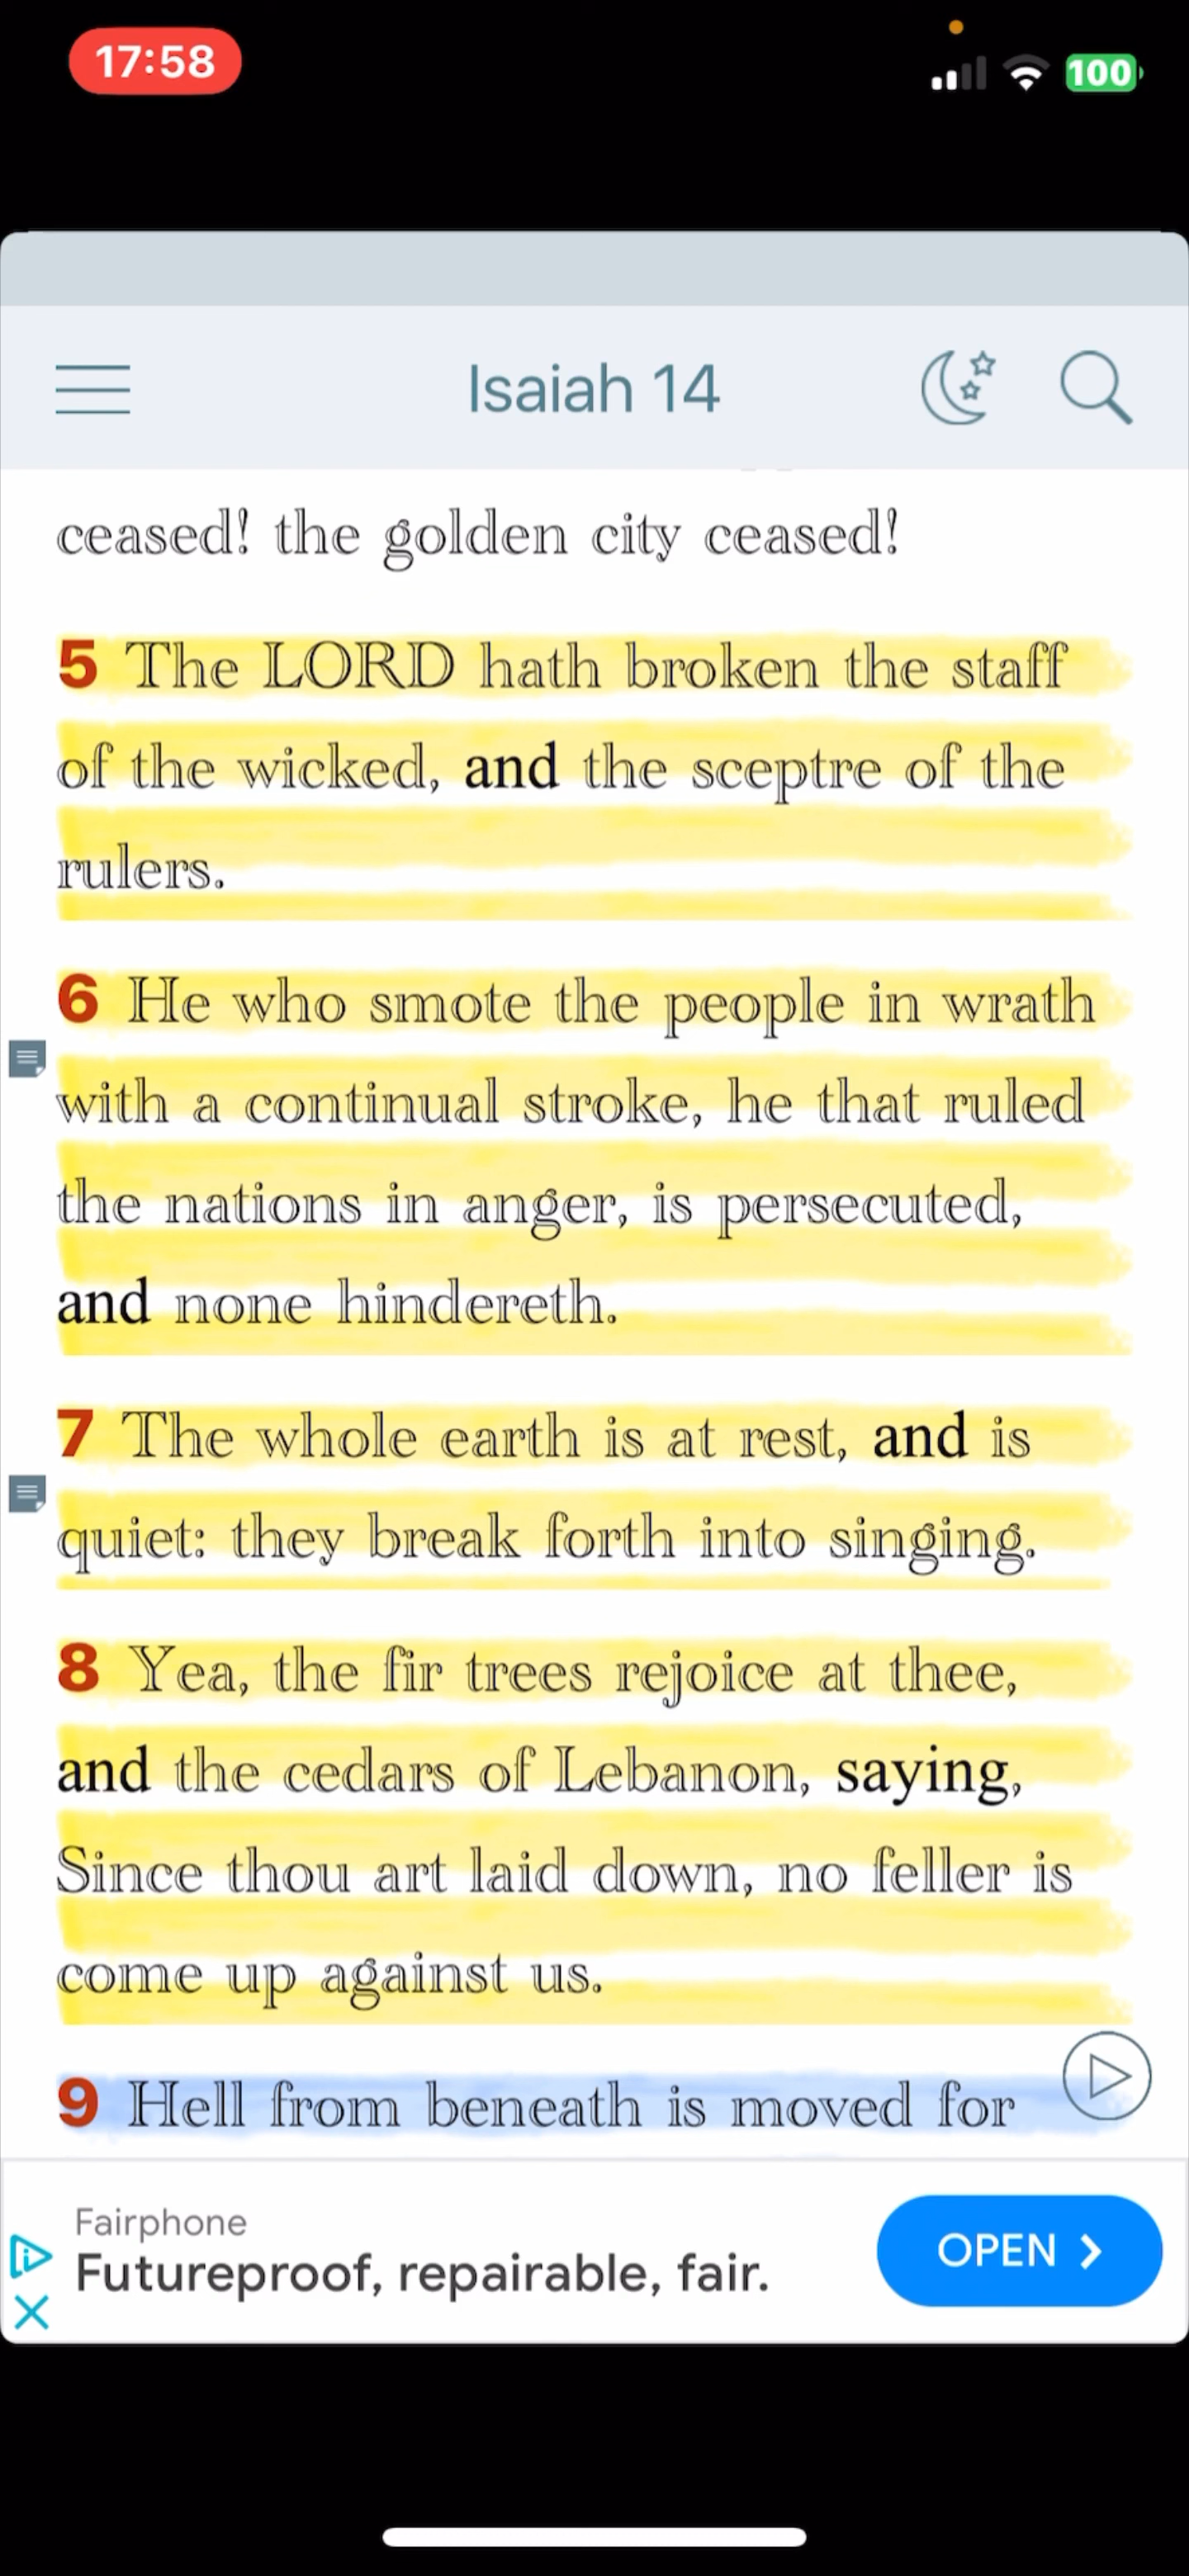 17:58
100
Isaiah 14
ceased! the golden city ceased!
5 The LORD hath broken the staff
of the wicked, and the sceptre of the
rulers.
6 He who smote the people in wrath
with a continual stroke, he that ruled
the nations in anger, is persecuted,
and none hindereth.
7 The whole earth is at rest, and is
quiet: they break forth into singing.
8 Yea, the fir trees rejoice at thee,
and the cedars of Lebanon, saying,
Since thou art laid down, no feller is
come up against us.
9 Hell from beneath is moved for
Fairphone
Futureproof, repairable, fair.
OPEN